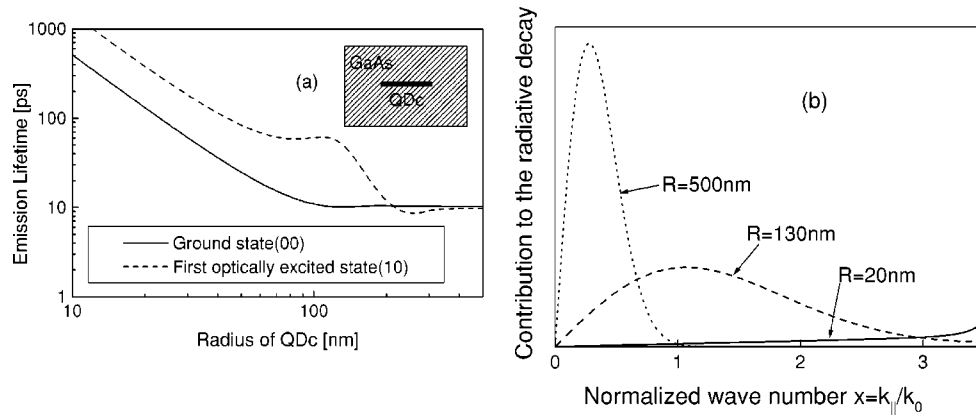 1000
100
10
1
Emission Lifetime [ps]
(a)
GaAs
QDc
Ground state(00)
First optically excited state(10)
10
100
Radius of QDc [nm]
Contribution to the radiative decay
(b)
R=500nm
R=130nm
R=20nm
0
1
2
3
Normalized wave number x=k||/k0